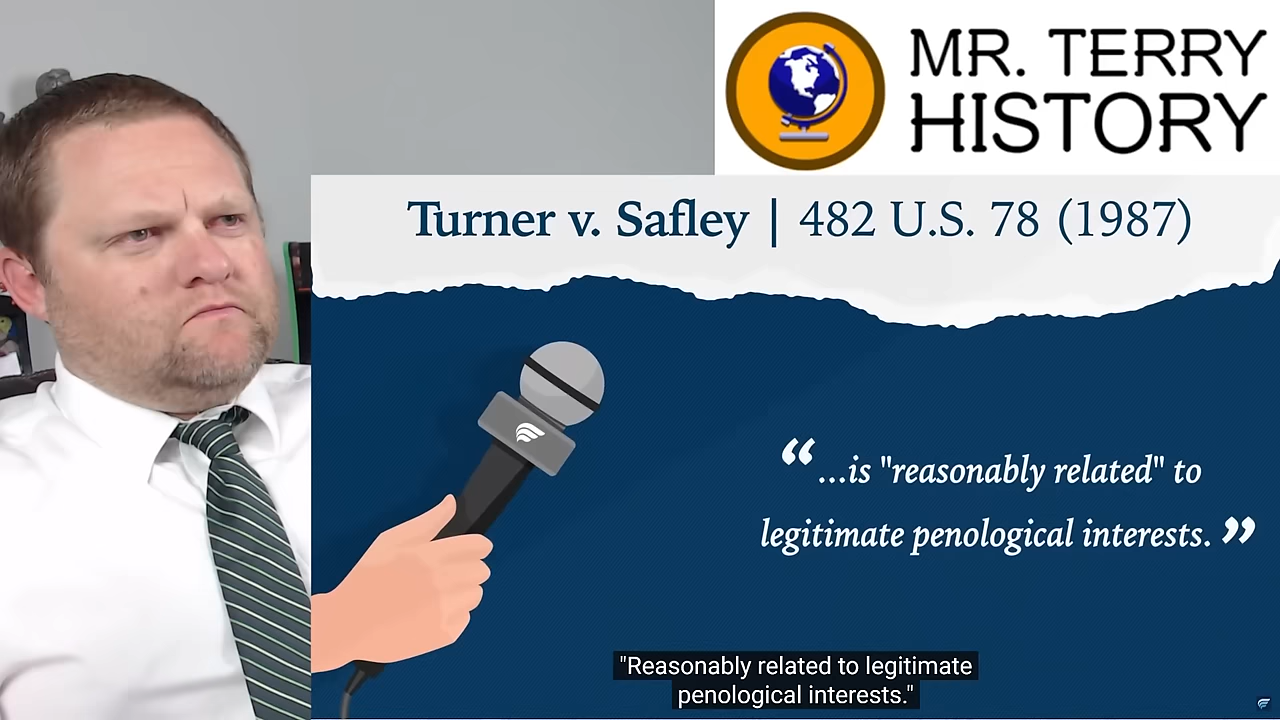 MR. TERRY
HISTORY
Turner v. Safley | 482 U.S. 78 (1987)
“...is "reasonably related" to
legitimate penological interests.”
"Reasonably related to legitimate
penological interests."